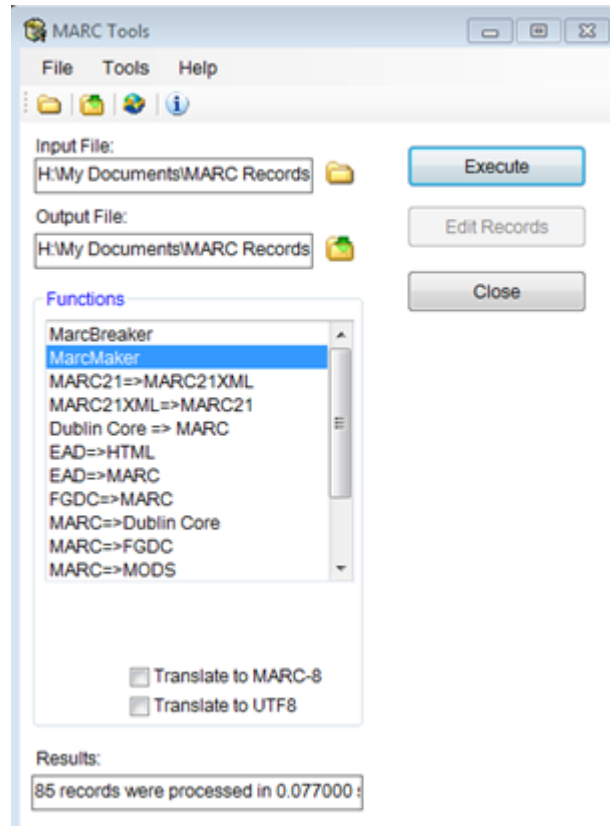 MARC Tools
File Tools Help
Input File:
H:\My Documents\MARC Records
Execute
Output File:
H:\My Documents\MARC Records
Edit Records
Close
Functions
MarcBreaker
MarcMaker
MARC21=>MARC21XML
MARC21XML=>MARC21
Dublin Core => MARC
EAD=>HTML
EAD=>MARC
FGDC=>MARC
MARC=>Dublin Core
MARC=>FGDC
MARC=>MODS
Translate to MARC-8
Translate to UTF8
Results:
85 records were processed in 0.077000 s